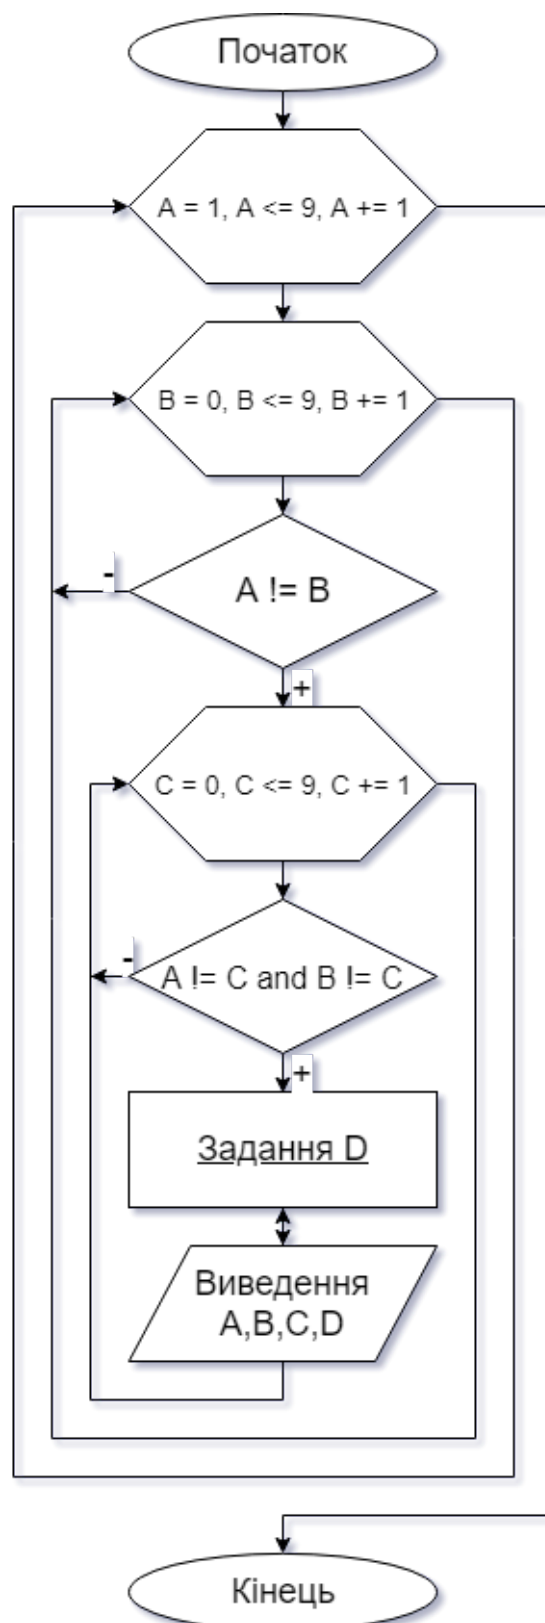 Початок
A = 1, A <= 9, A += 1
B = 0, B <= 9, B += 1
A != B
-
+
C = 0, C <= 9, C += 1
A != C and B != C
-
+
Задання D
Виведення
A,B,C,D
Кінець